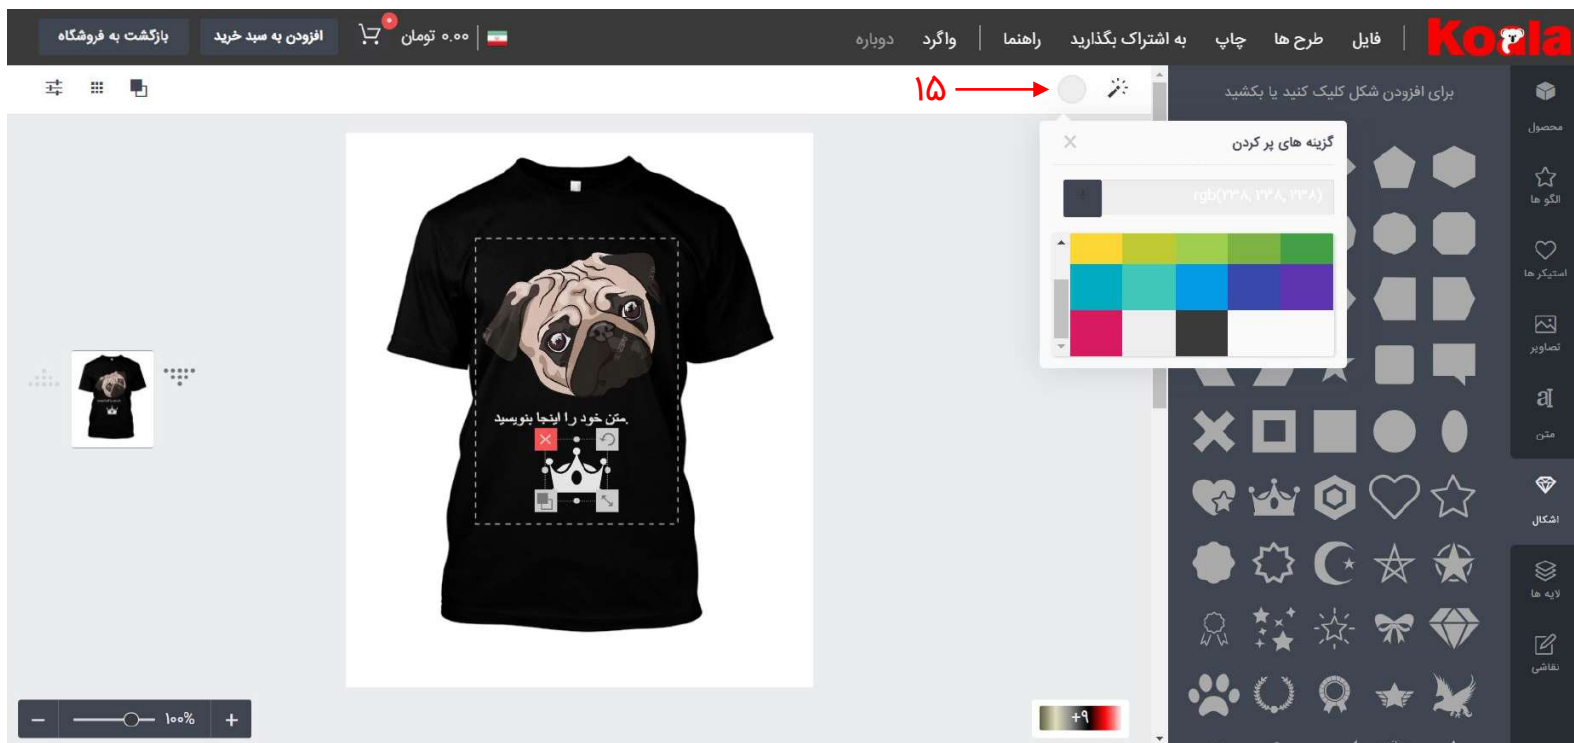 Koala
فایل
طرح ها
چاپ
به اشتراک بگذارید
راهنما
واگرد
دوباره
۰.۰۰ تومان
۰
افزودن به سبد خرید
بازگشت به فروشگاه
۱۵
برای افزودن شکل کلیک کنید یا بکشید
محصول
الگو ها
استیکر ها
تصاویر
aI
متن
اشکال
لایه ها
نقاشی
گزینه های پر کردن
rgb(۲۳۸, ۲۳۸, ۲۳۸)
متن خود را اینجا بنویسید.
+۹
۱۰۰%